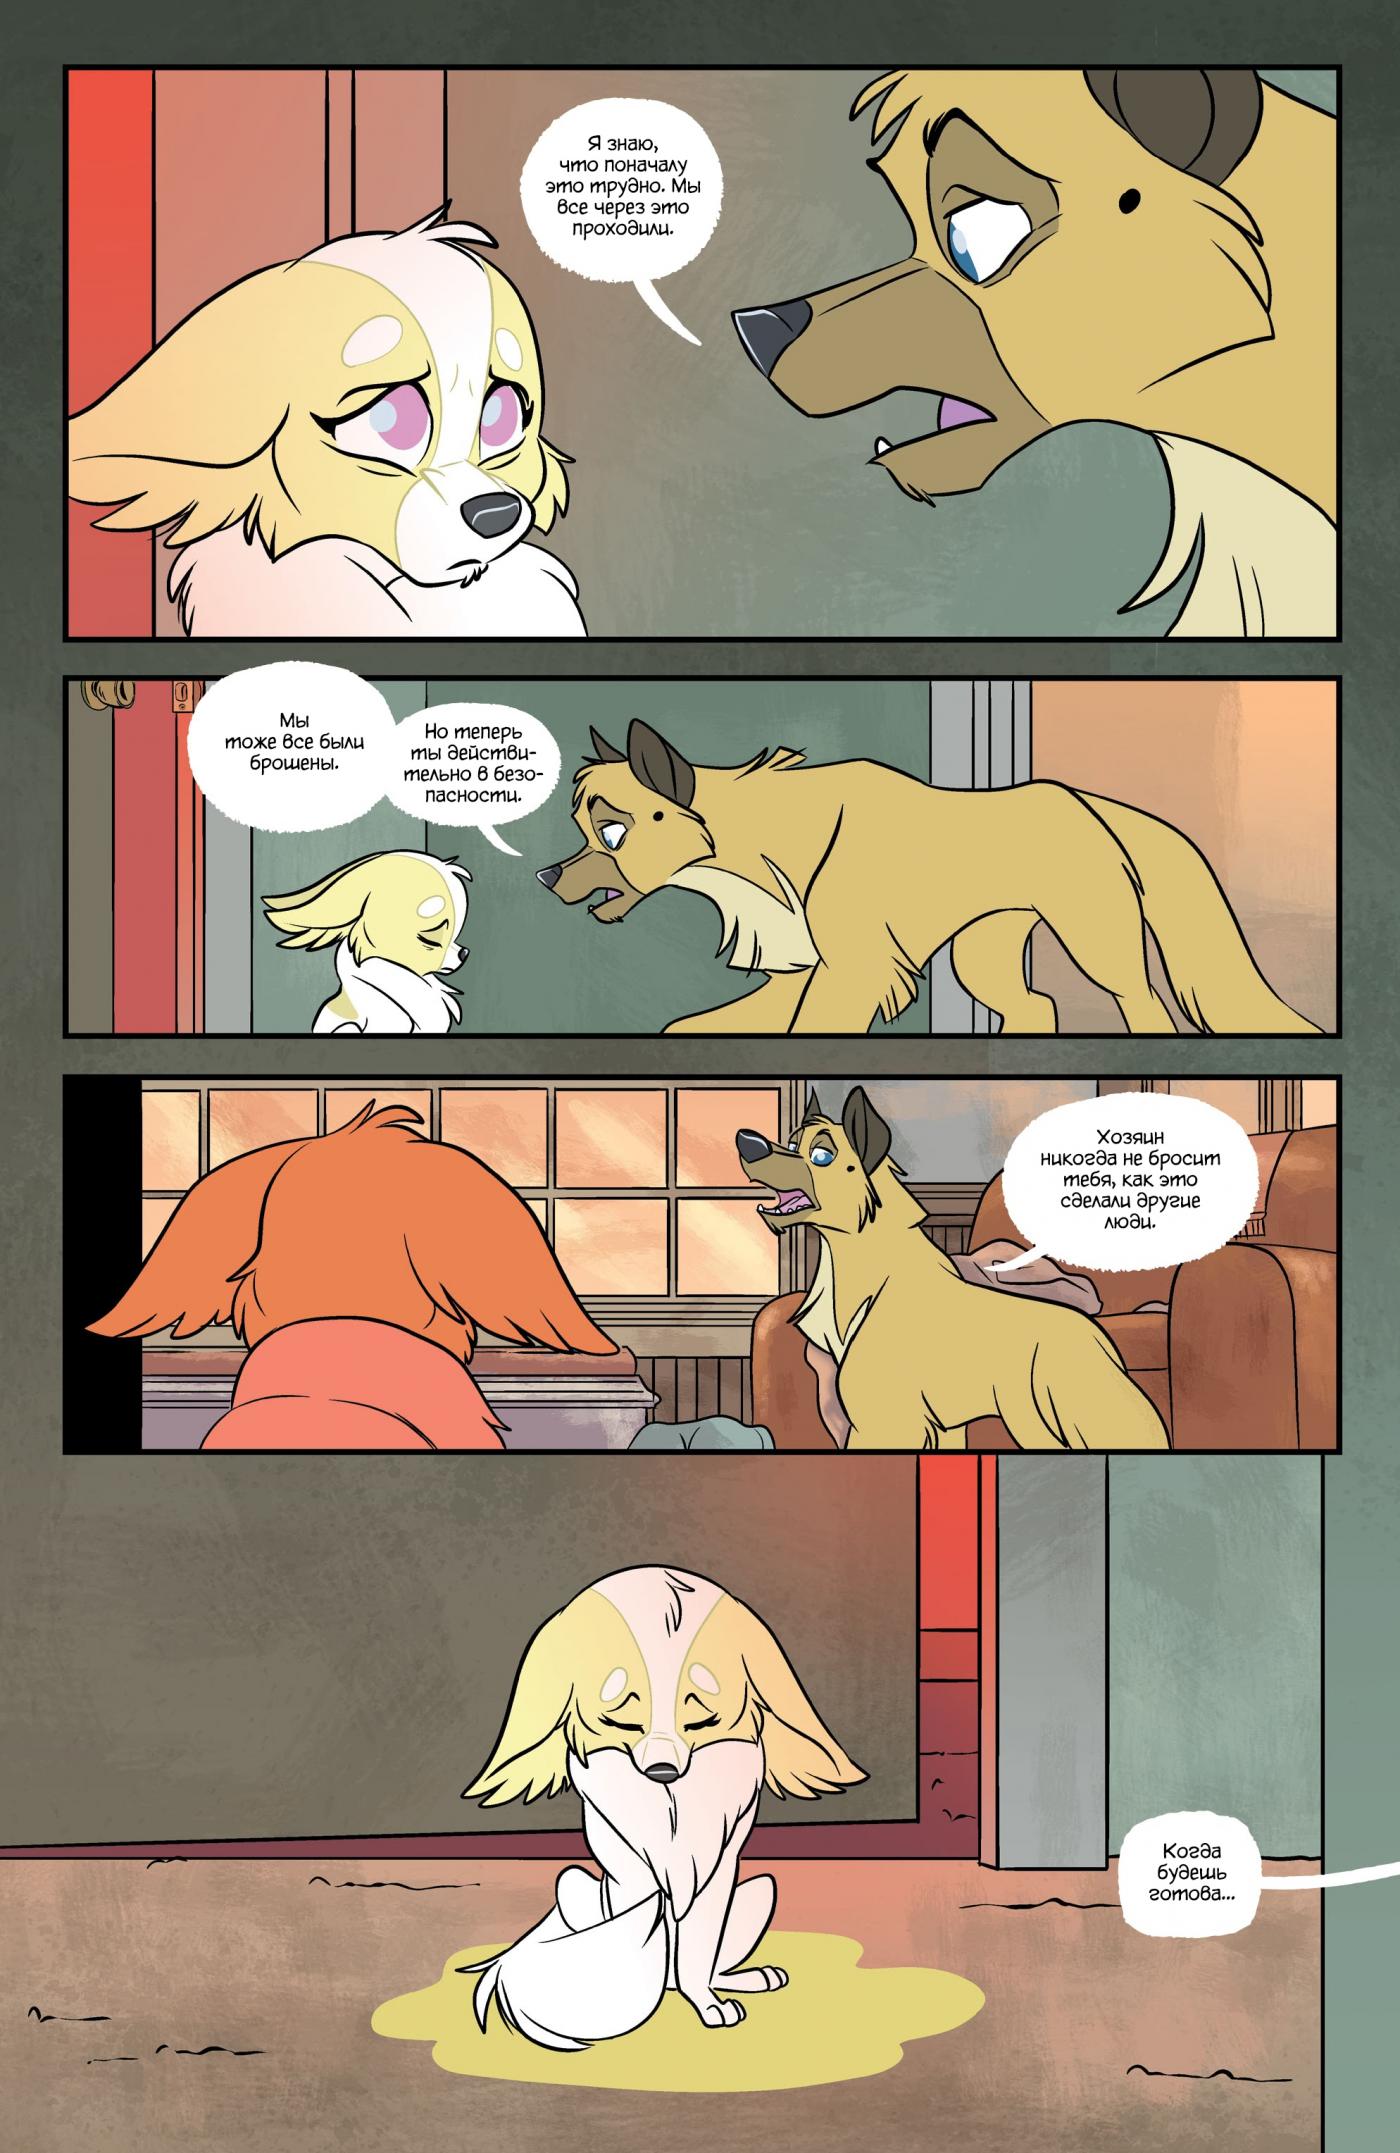 Я знаю,
что поначалу
это трудно. Мы
все через это
проходили.
Мы
тоже все были
брошены.
Но теперь
ты действи-
тельно в безо-
пасности.
Хозяин
никогда не бросит
тебя, как это
сделали другие
люди.
Когда
будешь
готова...